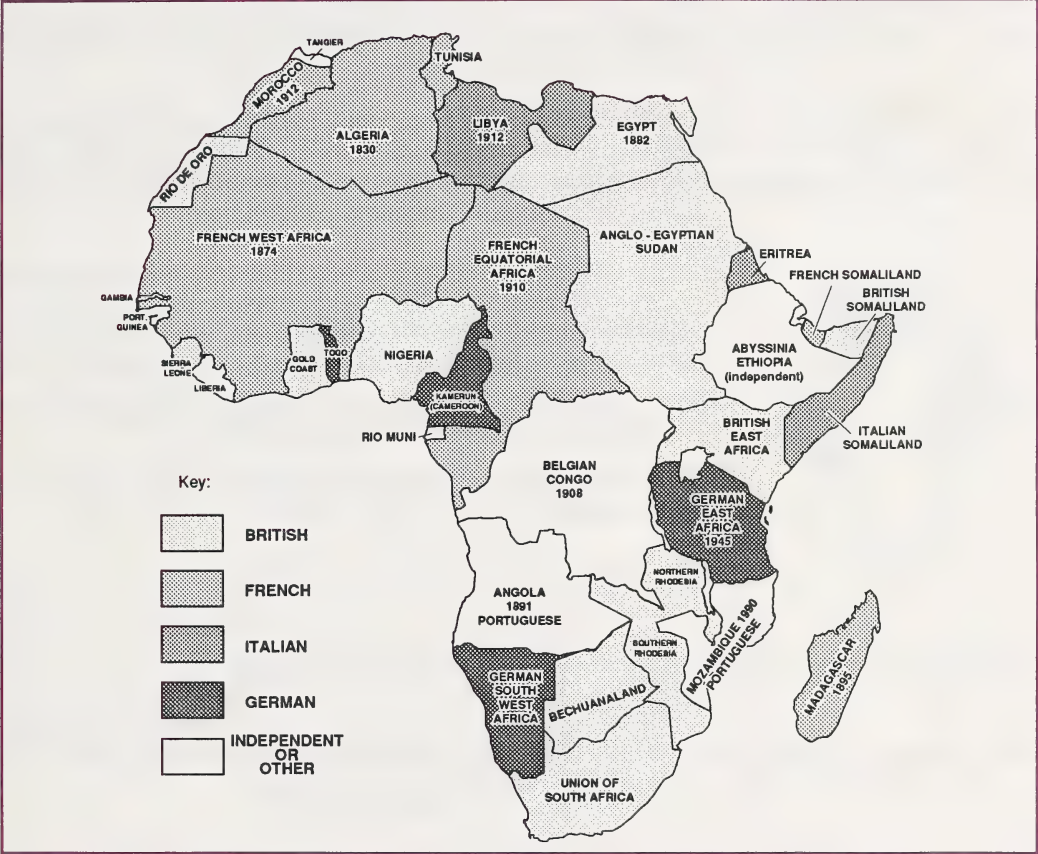 TANGIER
TUNISIA
MOROCCO
1912
ALGERIA
1830
LIBYA
1912
EGYPT
1882
RIO DE ORO
FRENCH WEST AFRICA
1874
FRENCH
EQUATORIAL
AFRICA
1910
ANGLO - EGYPTIAN
SUDAN
ERITREA
FRENCH SOMALILAND
BRITISH
SOMALILAND
GAMBIA
PORT.
GUINEA
SIERRA
LEONE
LIBERIA
GOLD
COAST
TOGO
NIGERIA
KAMERUN
(CAMEROON)
ABYSSINIA
ETHIOPIA
(independent)
RIO MUNI
BRITISH
EAST
AFRICA
ITALIAN
SOMALILAND
BELGIAN
CONGO
1908
GERMAN
EAST
AFRICA
1945
NORTHERN
RHODESIA
ANGOLA
1891
PORTUGUESE
SOUTHERN
RHODESIA
MOZAMBIQUE 1990
PORTUGUESE
MADAGASCAR
1895
GERMAN
SOUTH
WEST
AFRICA
BECHUANALAND
UNION OF
SOUTH AFRICA
Key:
BRITISH
FRENCH
ITALIAN
GERMAN
INDEPENDENT
OR
OTHER